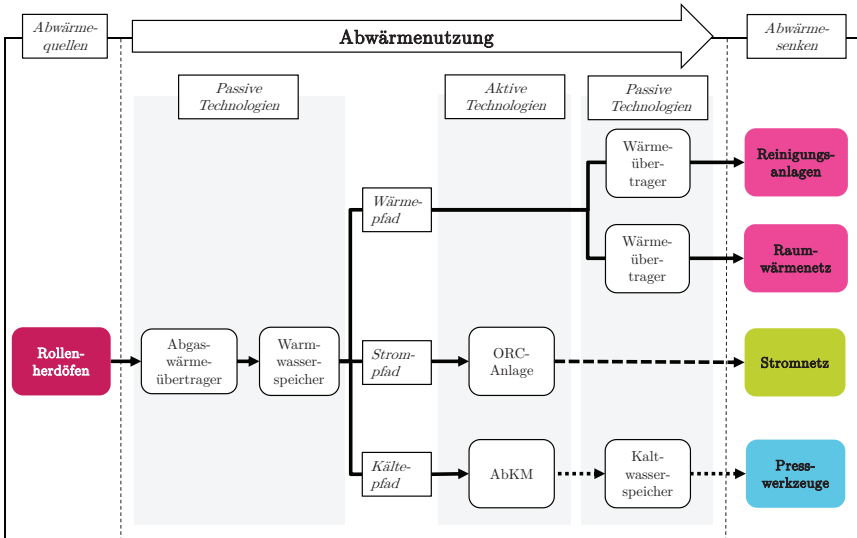 Abwärme-
quellen
Abwärmenutzung
Abwärme-
senken
Passive
Technologien
Aktive
Technologien
Passive
Technologien
Wärme-
über-
trager
Reinigungs-
anlagen
Wärme-
pfad
Wärme-
über-
trager
Raum-
wärmenetz
Rollen-
herdöfen
Abgas-
wärme-
übertrager
Warm-
wasser-
speicher
Strom-
pfad
ORC-
Anlage
Stromnetz
Kälte-
pfad
AbKM
Kalt-
wasser-
speicher
Press-
werkzeuge